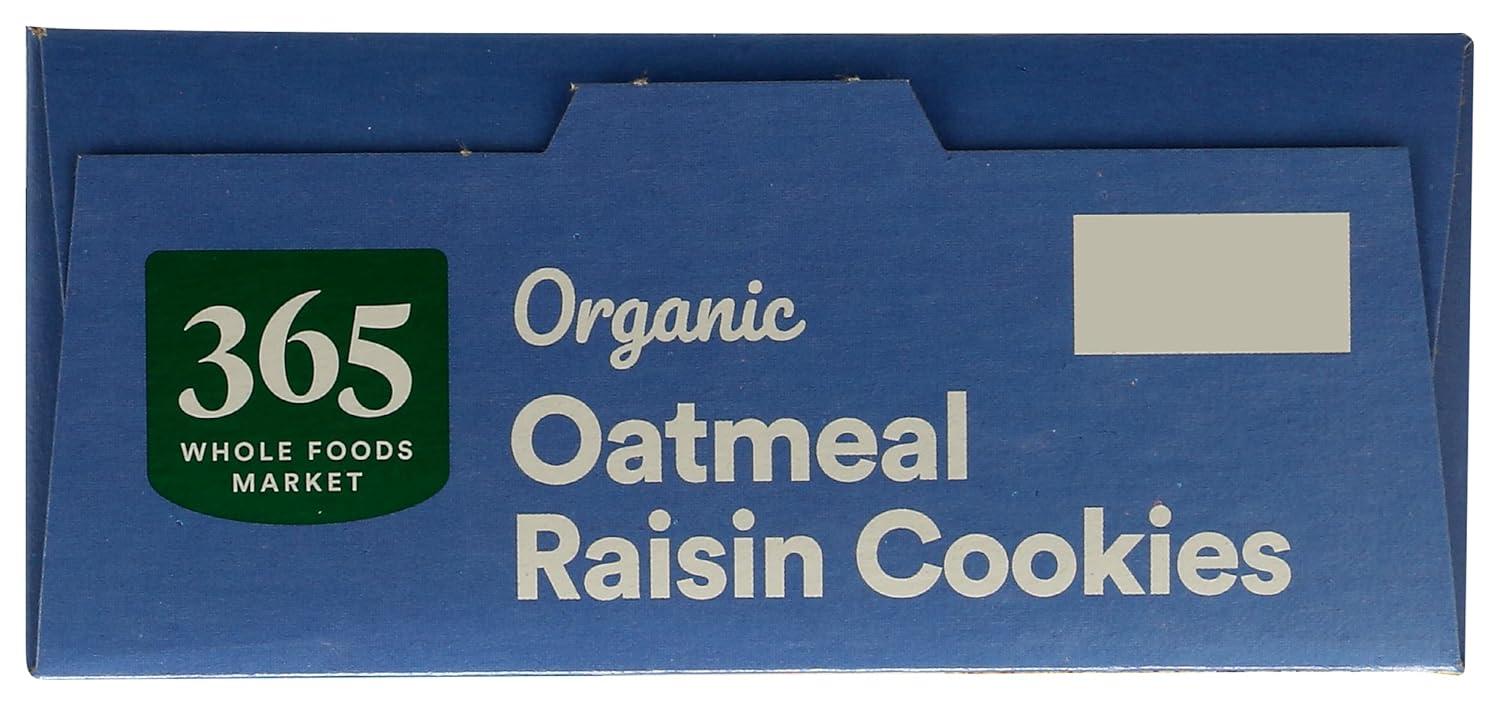 365
WHOLE FOODS
MARKET
Organic
Oatmeal
Raisin Cookies